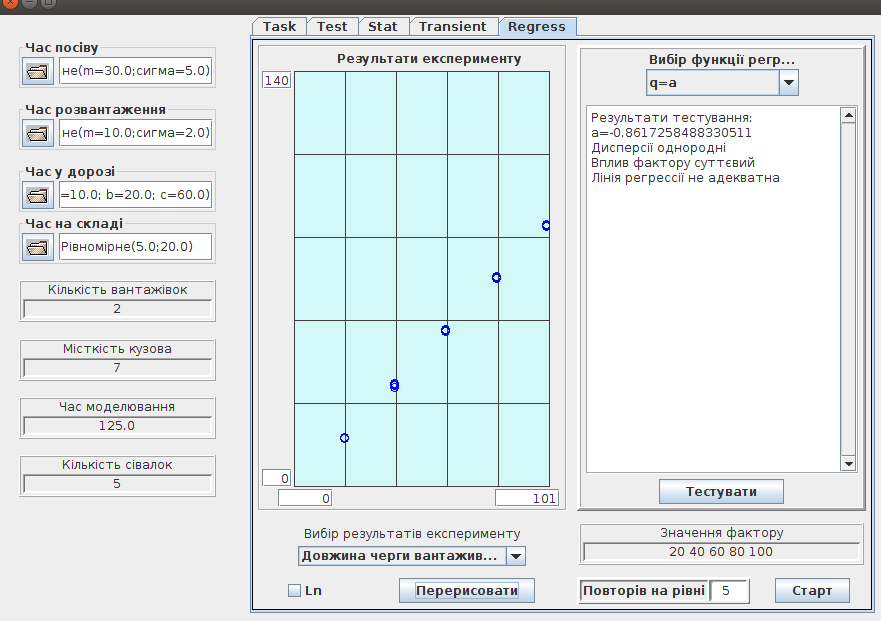 Task
Test
Stat
Transient
Regress
Час посіву
не(m=30.0;сигма=5.0)
Час розвантаження
не(m=10.0;сигма=2.0)
Час у дорозі
=10.0; b=20.0; c=60.0)
Час на складі
Рівномірне(5.0;20.0)
Кількість вантажівок
2
Місткість кузова
7
Час моделювання
125.0
Кількість сівалок
5
Результати експерименту
140
0
0
101
Вибір результатів експерименту
Довжина черги вантажив...
Ln
Перерисовати
Вибір функції регр...
q=a
Результати тестування:
a=-0.8617258488330511
Дисперсії однорідні
Вплив фактору суттєвий
Лінія регрессії не адекватна
Тестувати
Значення фактору
20 40 60 80 100
Повторів на рівні
5
Старт